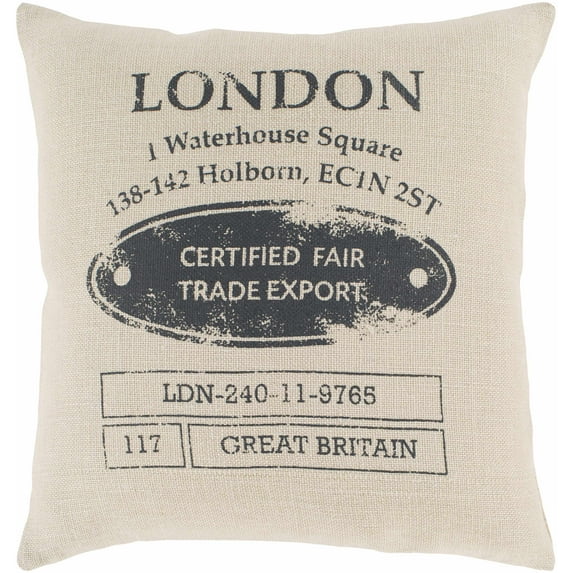 LONDON
1 Waterhouse Square
138-142 Holborn, EC1N 2ST
CERTIFIED FAIR
TRADE EXPORT
LDN-240-11-9765
117 GREAT BRITAIN